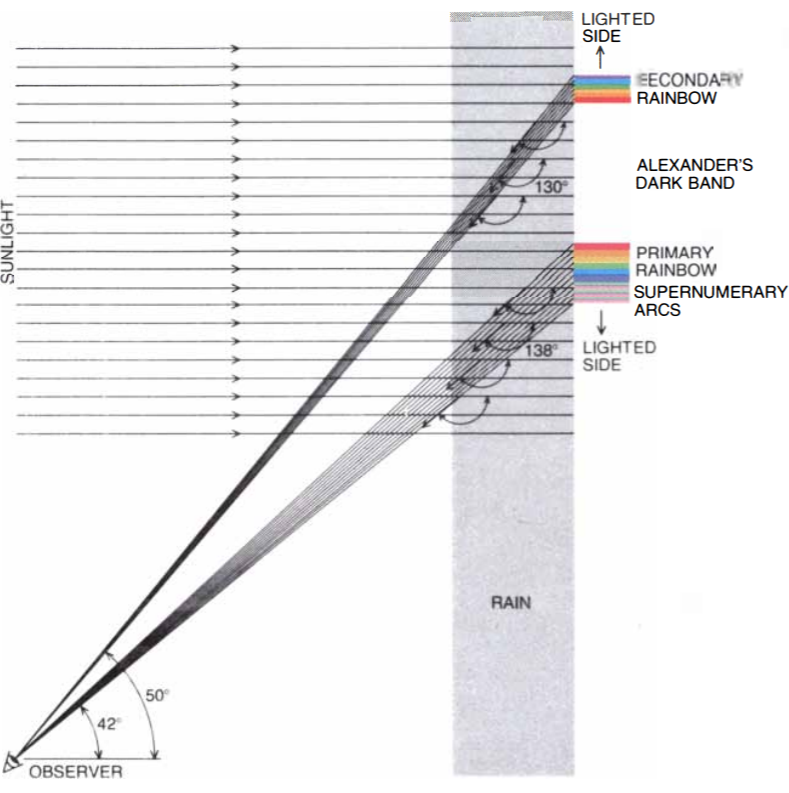 LIGHTED
SIDE
SECONDARY
RAINBOW
ALEXANDER'S
DARK BAND
130°
SUNLIGHT
PRIMARY
RAINBOW
SUPERNUMERARY
ARCS
138°
LIGHTED
SIDE
RAIN
50°
42°
OBSERVER